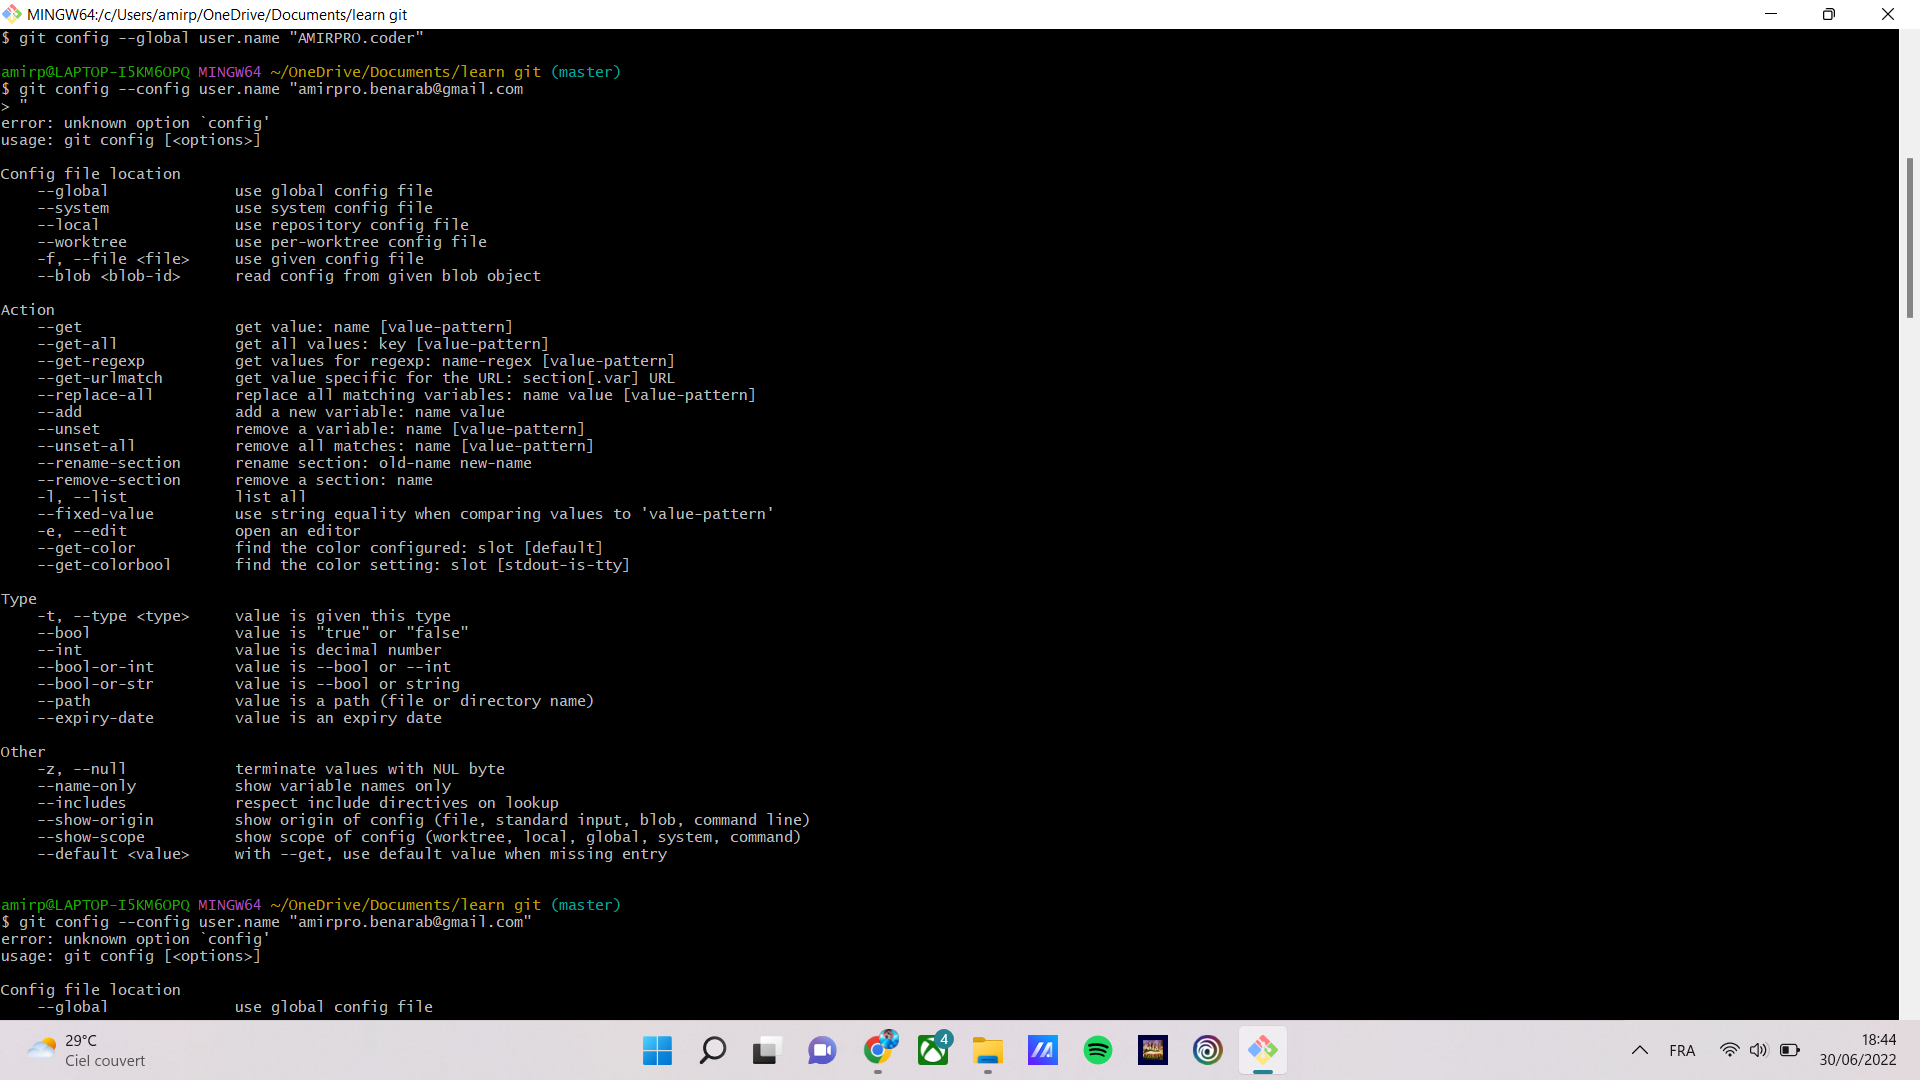 MINGW64:/c/Users/amirp/OneDrive/Documents/learn git
$ git config --global user.name "AMIRPRO.coder"
amirp@LAPTOP-I5KM6OPQ MINGW64 ~/OneDrive/Documents/learn git (master)
$ git config --config user.name "amirpro.benarab@gmail.com
> "
error: unknown option `config'
usage: git config [<options>]
Config file location
--global use global config file
--system use system config file
--local use repository config file
--worktree use per-worktree config file
-f, --file <file> use given config file
--blob <blob-id> read config from given blob object
Action
--get get value: name [value-pattern]
--get-all get all values: key [value-pattern]
--get-regexp get values for regexp: name-regex [value-pattern]
--get-urlmatch get value specific for the URL: section[.var] URL
--replace-all replace all matching variables: name value [value-pattern]
--add add a new variable: name value
--unset remove a variable: name [value-pattern]
--unset-all remove all matches: name [value-pattern]
--rename-section rename section: old-name new-name
--remove-section remove a section: name
-l, --list list all
--fixed-value use string equality when comparing values to 'value-pattern'
-e, --edit open an editor
--get-color find the color configured: slot [default]
--get-colorbool find the color setting: slot [stdout-is-tty]
Type
-t, --type <type> value is given this type
--bool value is "true" or "false"
--int value is decimal number
--bool-or-int value is --bool or --int
--bool-or-str value is --bool or string
--path value is a path (file or directory name)
--expiry-date value is an expiry date
Other
-z, --null terminate values with NUL byte
--name-only show variable names only
--includes respect include directives on lookup
--show-origin show origin of config (file, standard input, blob, command line)
--show-scope show scope of config (worktree, local, global, system, command)
--default <value> with --get, use default value when missing entry
amirp@LAPTOP-I5KM6OPQ MINGW64 ~/OneDrive/Documents/learn git (master)
$ git config --config user.name "amirpro.benarab@gmail.com"
error: unknown option `config'
usage: git config [<options>]
Config file location
--global use global config file
29°C
Ciel couvert
4
FRA
18:44
30/06/2022